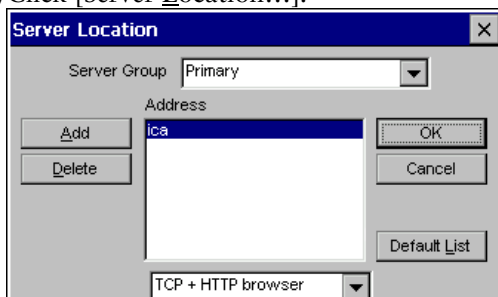 Click [Server Location...].
Server Location
Server Group Primary
Address
Add
ica
OK
Delete
Cancel
Default List
TCP + HTTP browser